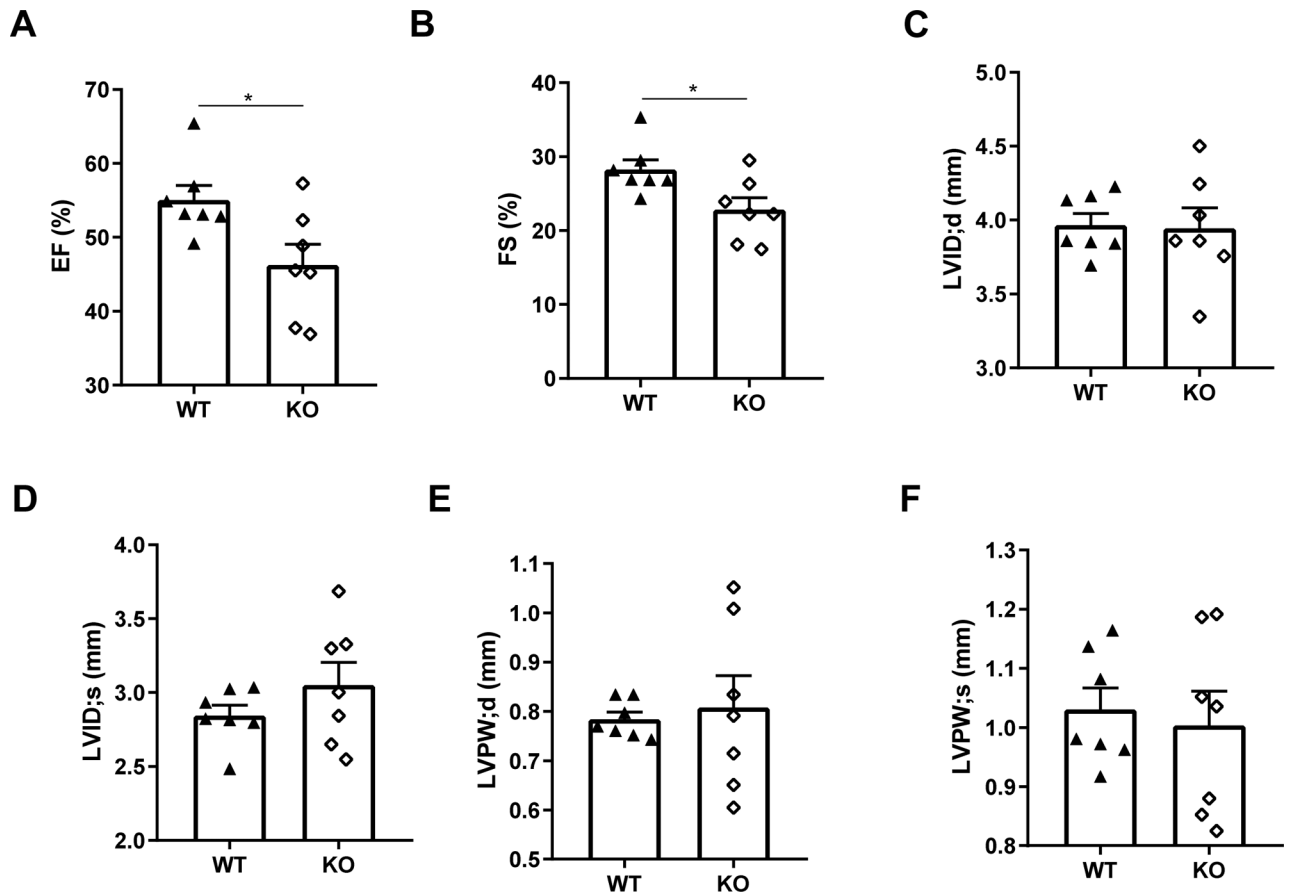 A
EF (%)
70
60
50
40
30
*
WT KO
B
FS (%)
40
30
20
10
0
*
WT KO
C
LVID;d (mm)
5.0
4.5
4.0
3.5
3.0
WT KO
D
LVID;s (mm)
4.0
3.5
3.0
2.5
2.0
WT KO
E
LVPW;d (mm)
1.1
1.0
0.9
0.8
0.7
0.6
0.5
WT KO
F
LVPW;s (mm)
1.3
1.2
1.1
1.0
0.9
0.8
WT KO